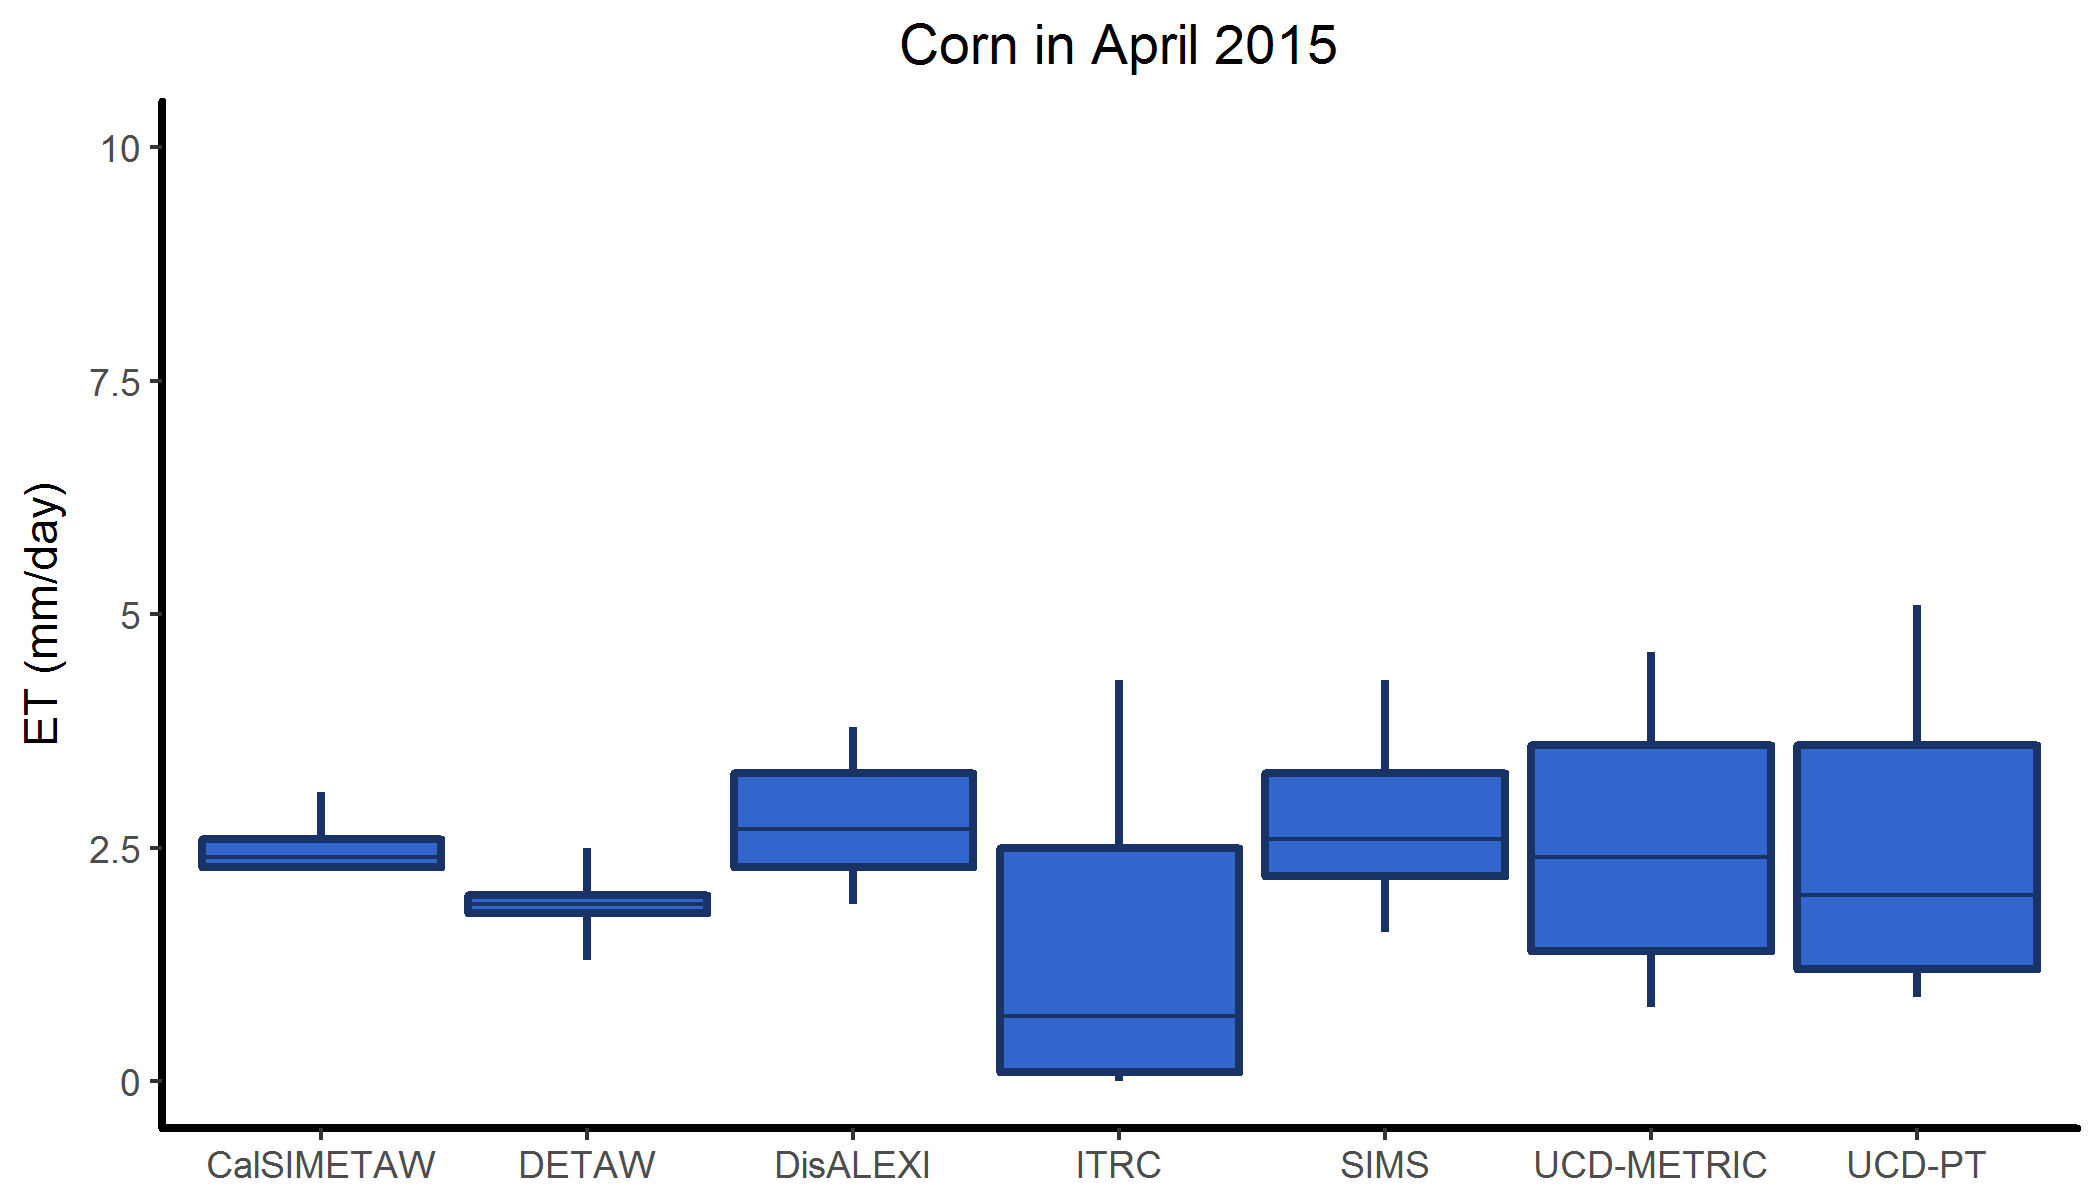 Corn in April 2015
ET (mm/day)
10
7.5
5
2.5
0
CalSIMETAW DETAW DisALEXI ITRC SIMS UCD-METRIC UCD-PT